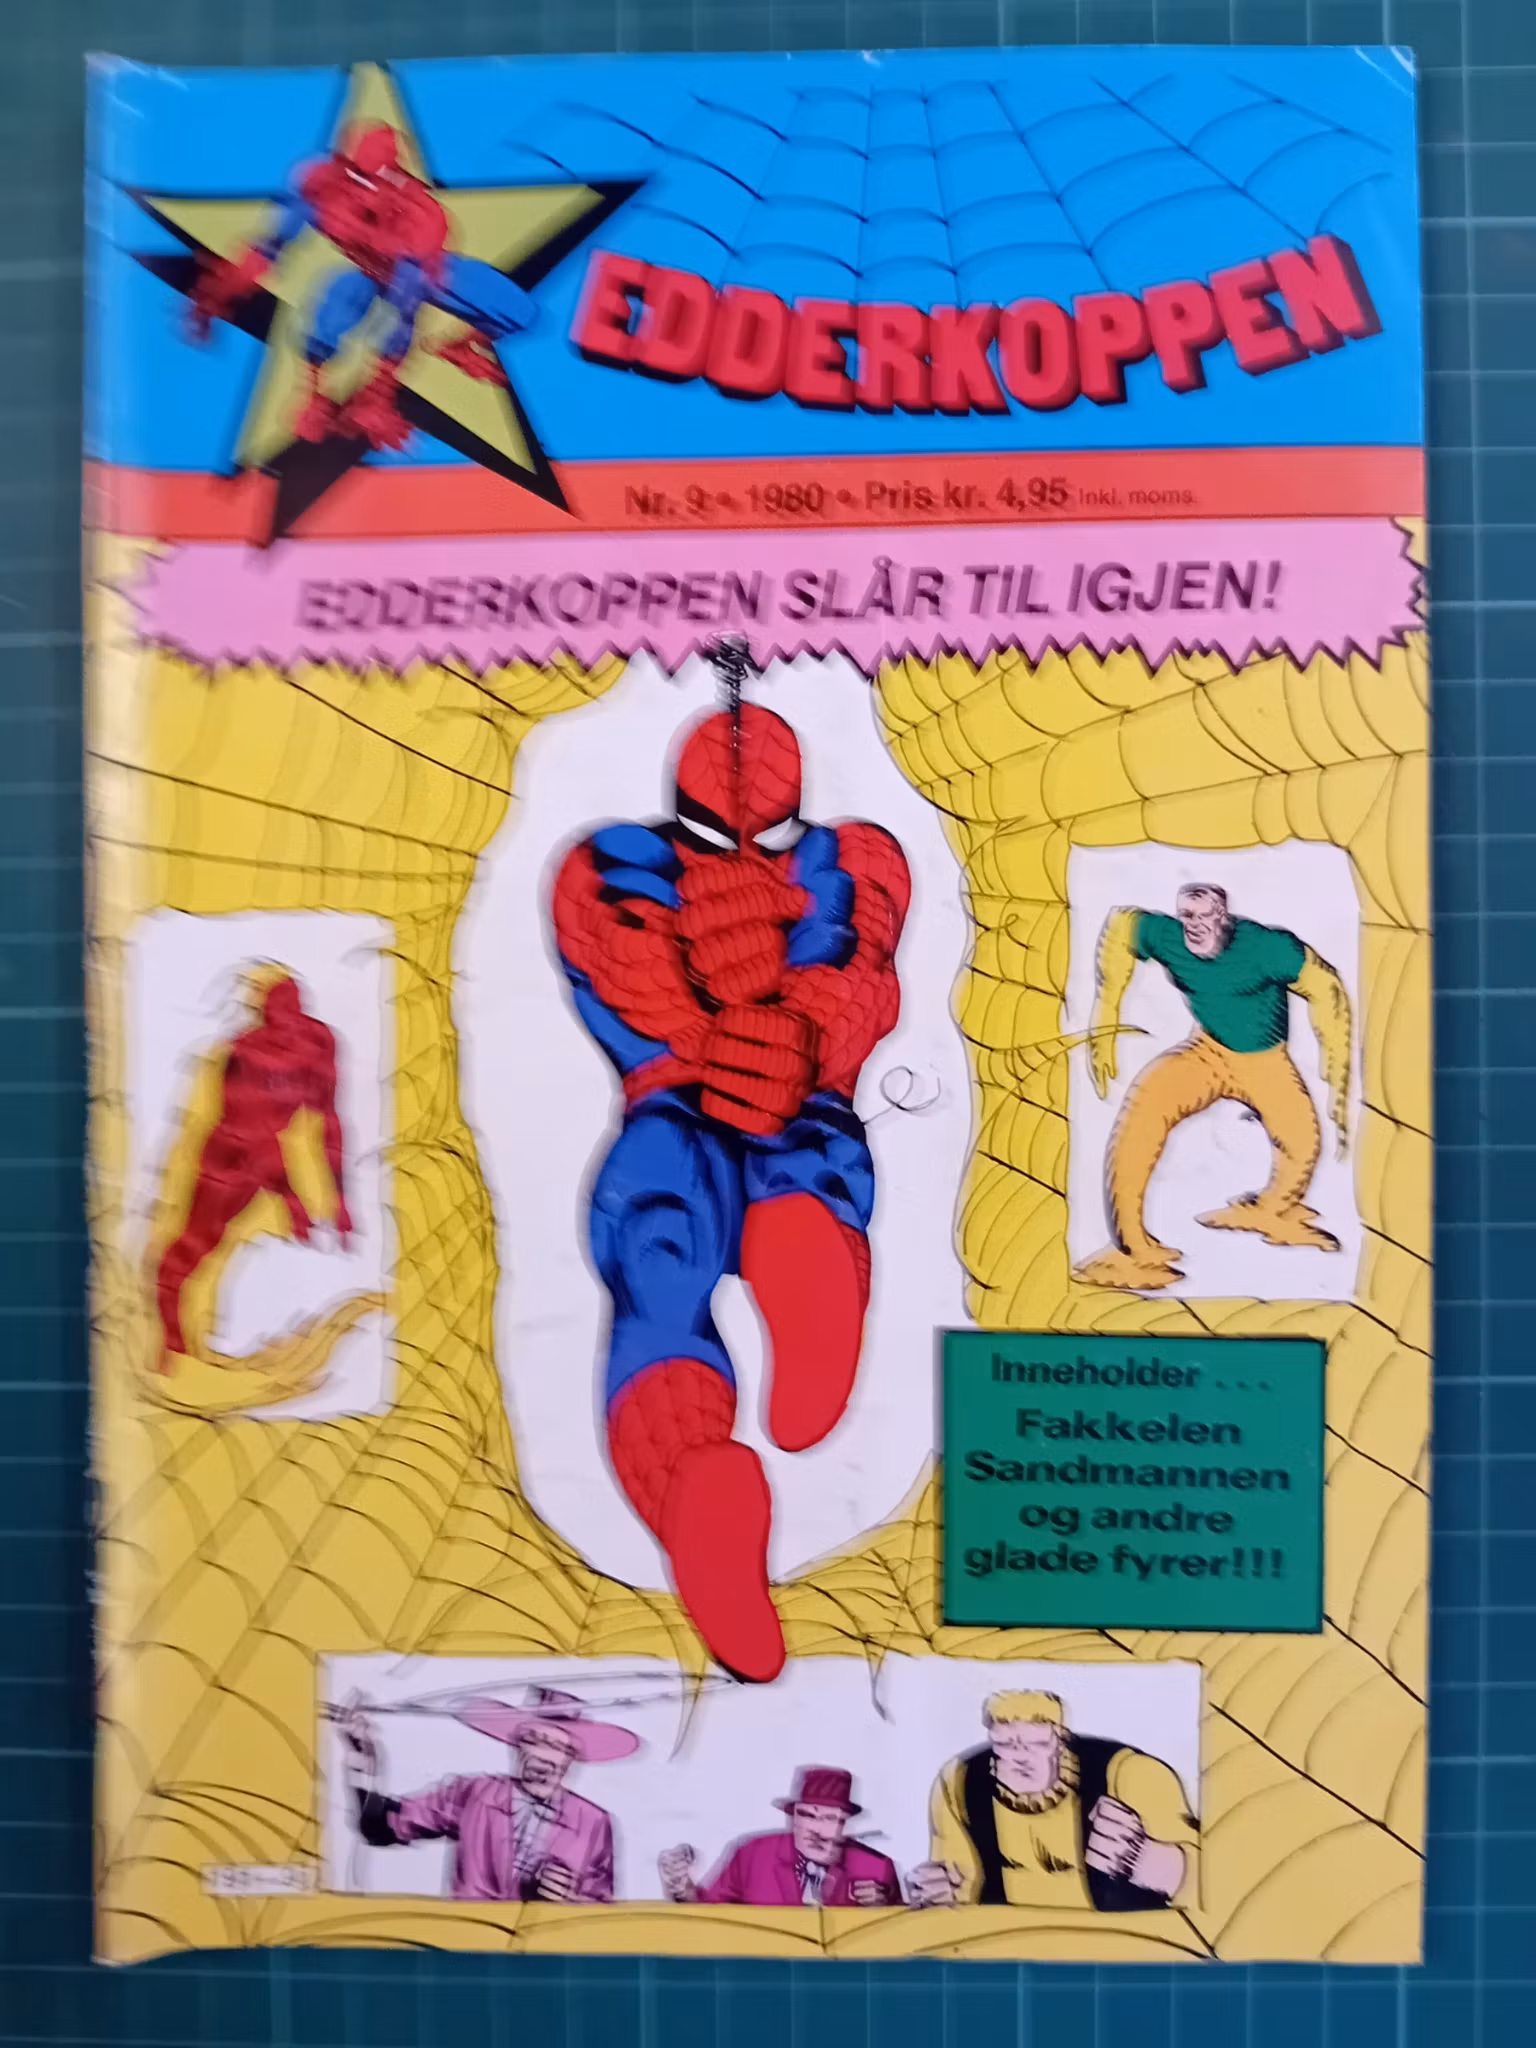 EDDERKOPPEN
Nr. 9 • 1980 • Pris kr. 4,95 Inkl. moms.
EDDERKOPPEN SLÅR TIL IGJEN!
Inneholder . . .
Fakkelen
Sandmannen
og andre
glade fyrer!!!